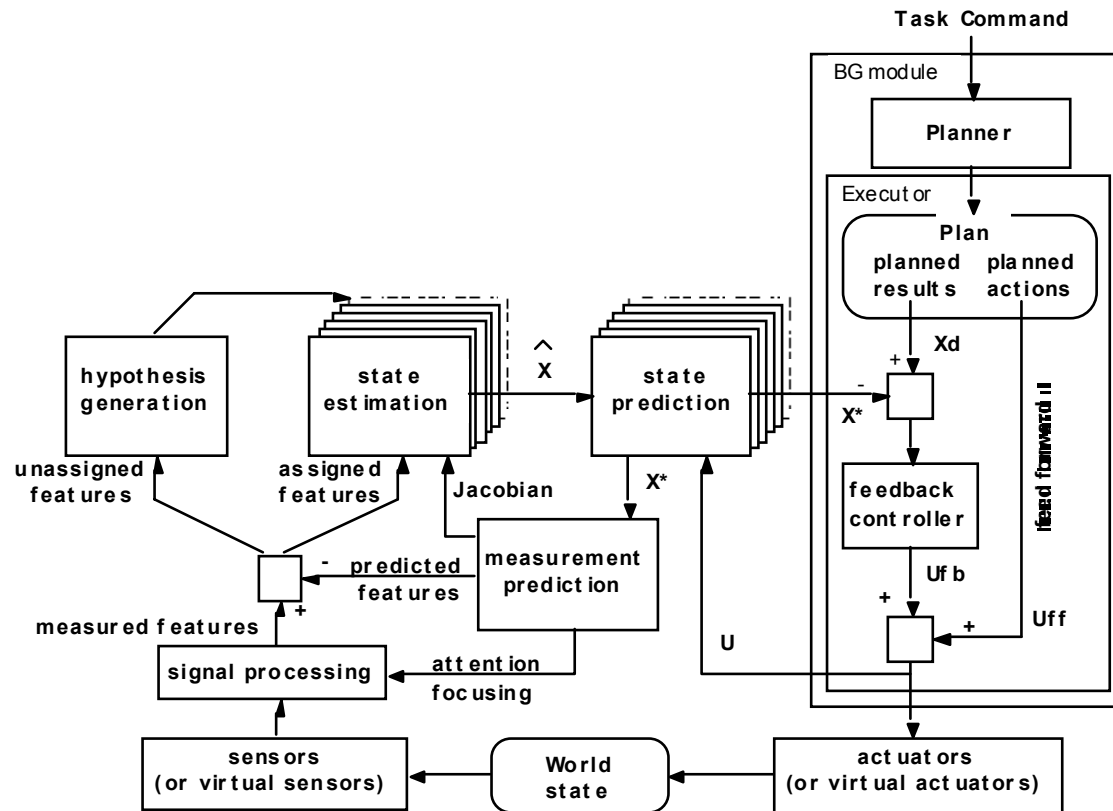 Task Command
BG module
Planner
Executor
Plan
planned results
planned actions
Xd
+
hypothesis generation
state estimation
^
X
state prediction
-
X*
unassigned features
assigned features
Jacobian
X*
feedback controller
measurement prediction
-
predicted features
+
Ufb
+
+
Uff
measured features
U
signal processing
attention focusing
sensors
(or virtual sensors)
World state
actuators
(or virtual actuators)